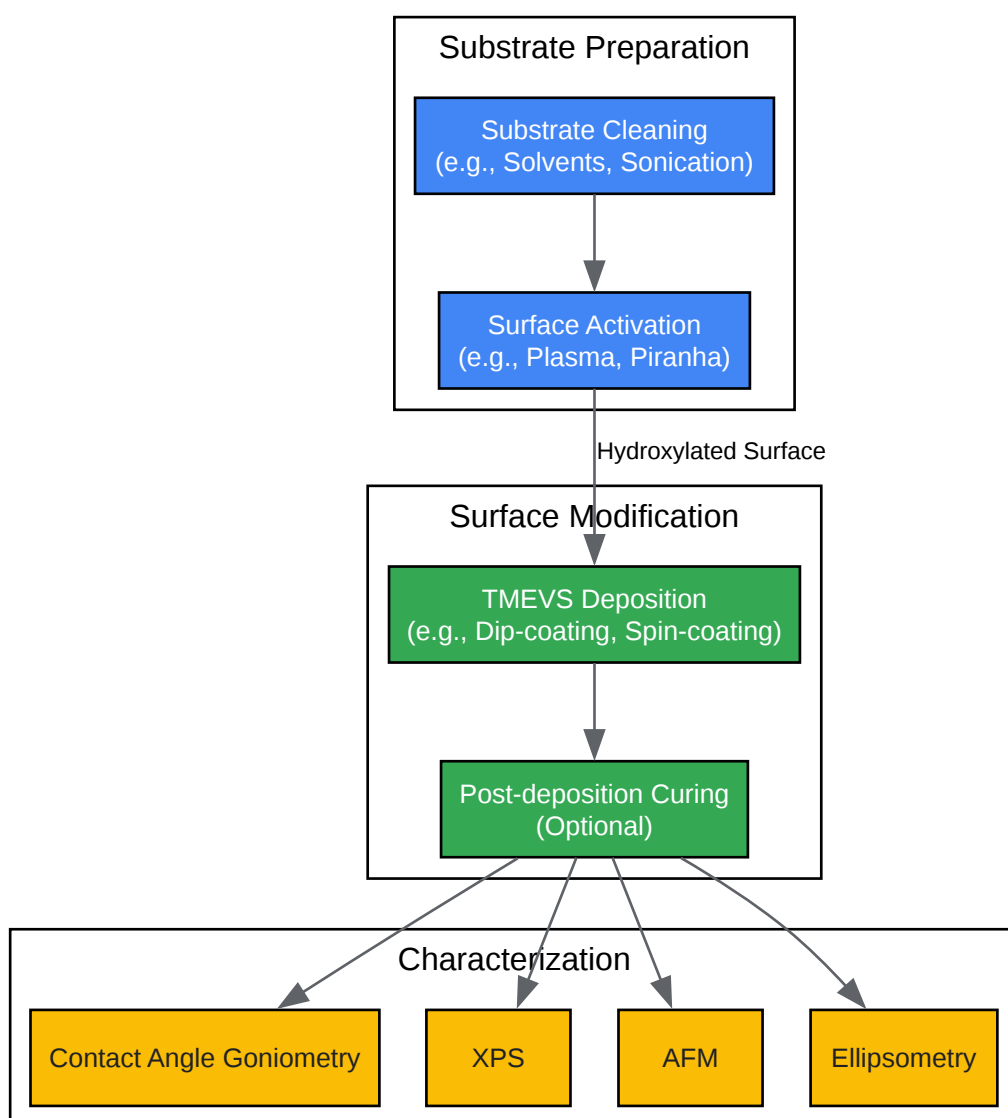 Substrate Preparation
Substrate Cleaning
(e.g., Solvents, Sonication)
Surface Activation
(e.g., Plasma, Piranha)
Hydroxylated Surface
Surface Modification
TMEVS Deposition
(e.g., Dip-coating, Spin-coating)
Post-deposition Curing
(Optional)
Characterization
Contact Angle Goniometry
XPS
AFM
Ellipsometry